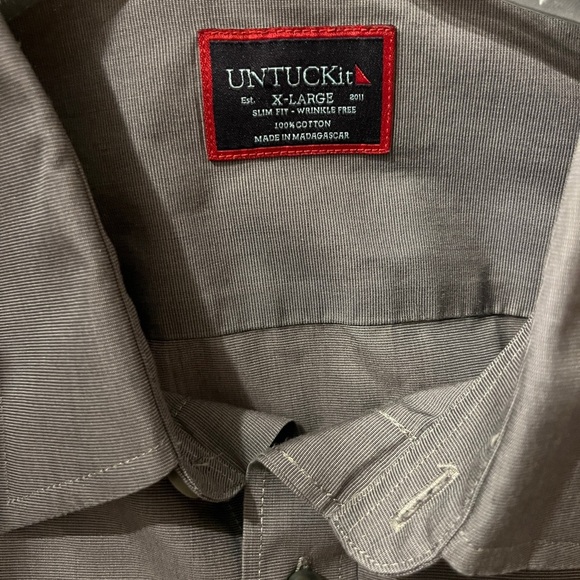 UNTUCKit
Est. X-LARGE 2011
SLIM FIT - WRINKLE FREE
100% COTTON
MADE IN MADAGASCAR